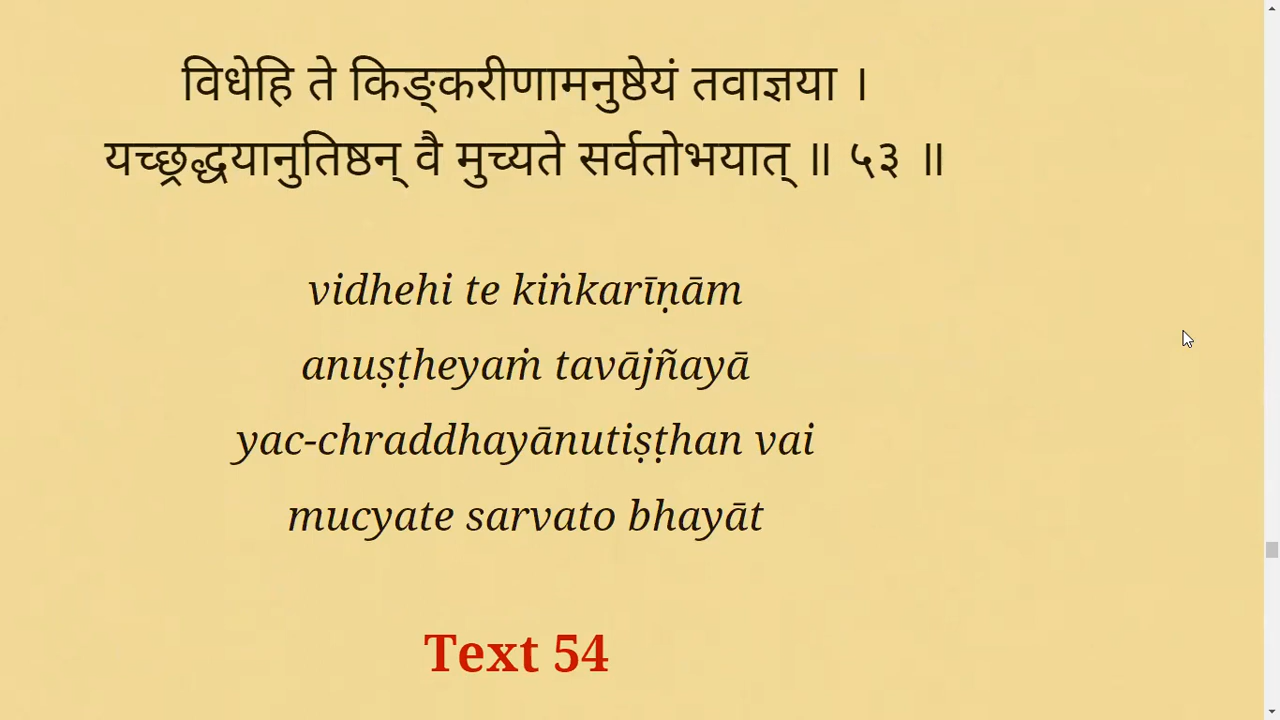 विधेहि ते किङ्करीणामनुष्ठेयं तवाज्ञया ।
यच्छ्रद्धयानुतिष्ठन् वै मुच्यते सर्वतोभयात् ॥ ५३ ॥
vidhehi te kiṅkarīṇām
anuṣṭheyaṁ tavājñayā
yac-chraddhayānutiṣṭhan vai
mucyate sarvato bhayāt
Text 54